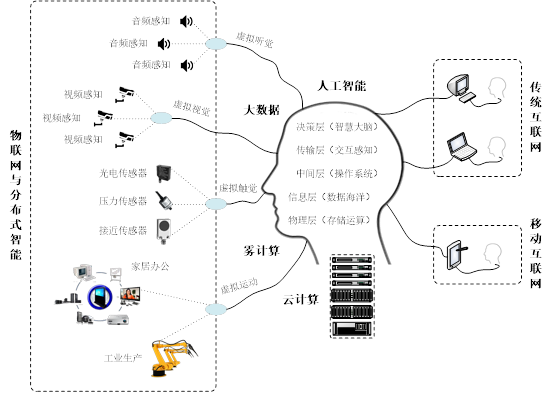 音频感知
音频感知
音频感知
虚拟听觉
视频感知
视频感知
视频感知
虚拟视觉
光电传感器
压力传感器
接近传感器
虚拟触觉
家居办公
工业生产
虚拟运动
物联网与分布式智能
人工智能
大数据
雾计算
云计算
决策层（智慧大脑）
传输层（交互感知）
中间层（操作系统）
信息层（数据海洋）
物理层（存储运算）
传统互联网
移动互联网